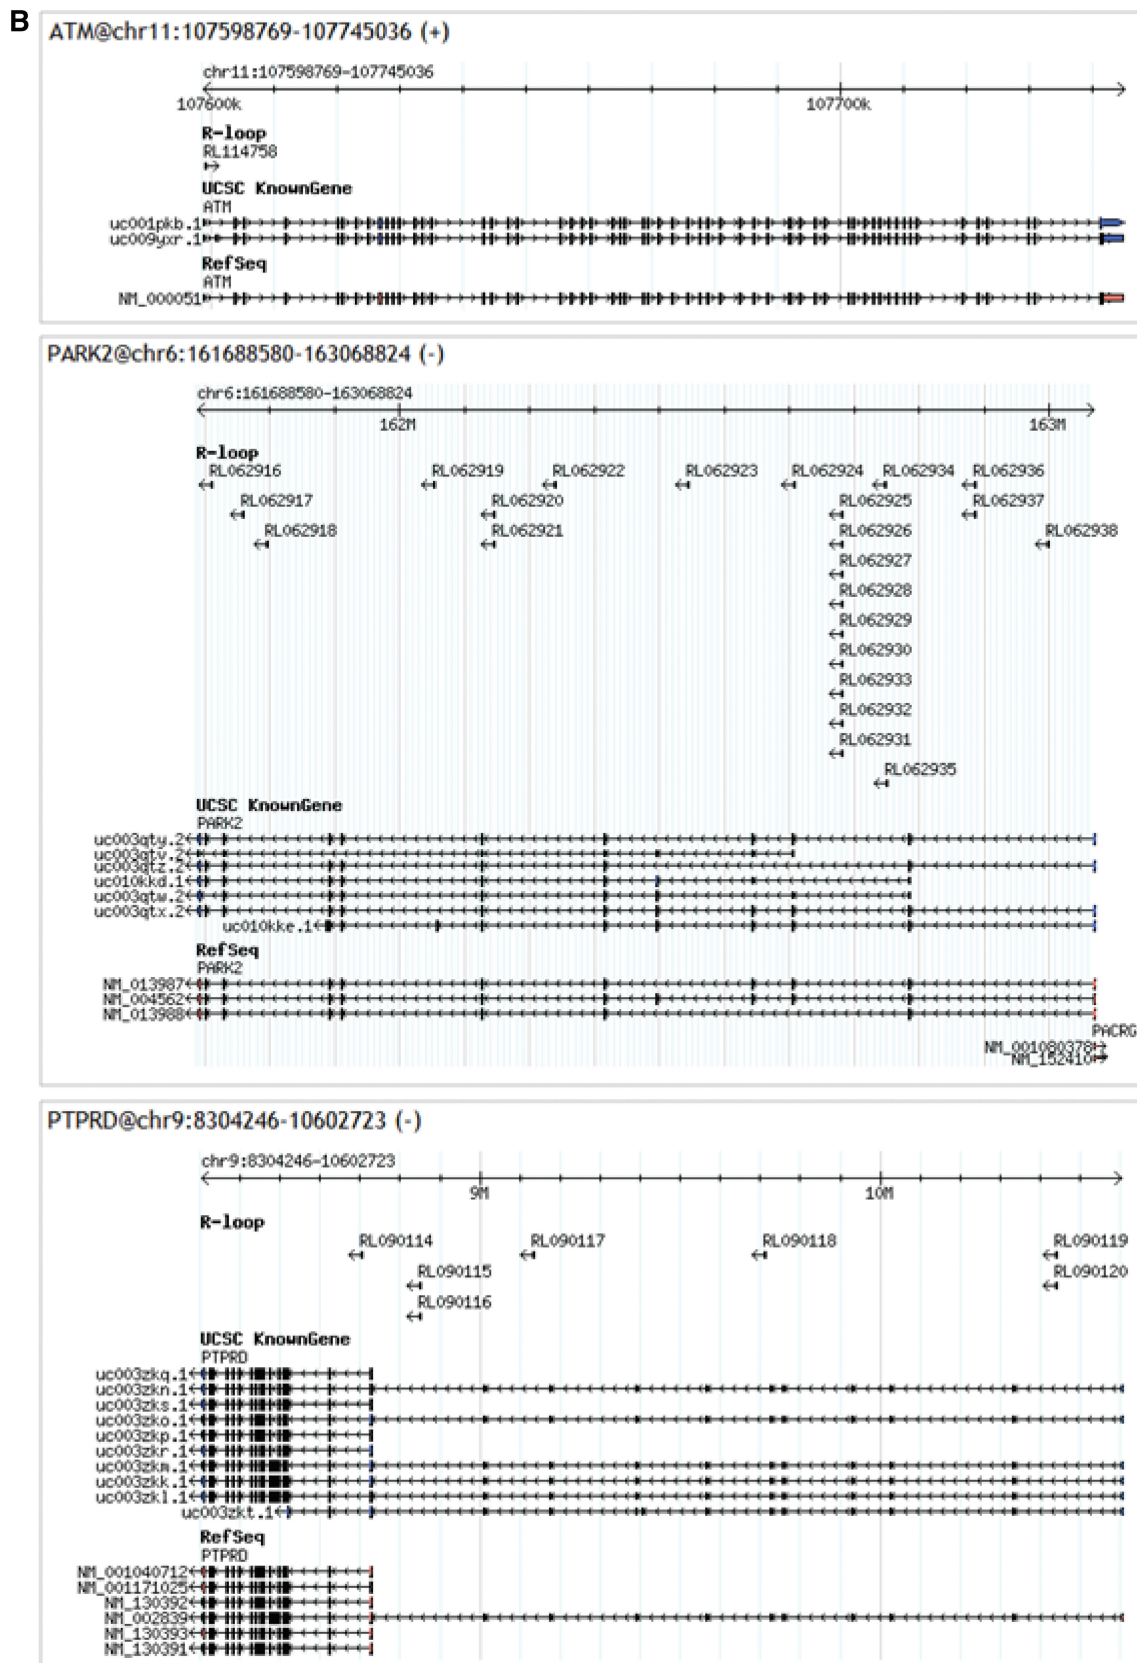 B
ATM@chr11:107598769-107745036 (+)
chr11:107598769-107745036
107600k 107700k
R-loop
RL114758
UCSC KnownGene
ATM
uc001pkb.1
uc009yxr.1
RefSeq
ATM
NM_000051
PARK2@chr6:161688580-163068824 (-)
chr6:161688580-163068824
162M 163M
R-loop
RL062916 RL062919 RL062922 RL062923 RL062924 RL062934 RL062936
RL062917 RL062920 RL062925 RL062937
RL062918 RL062921 RL062926 RL062938
RL062927
RL062928
RL062929
RL062930
RL062933
RL062932
RL062931
RL062935
UCSC KnownGene
PARK2
uc003qty.2
uc003qtv.2
uc003qtz.2
uc010kkd.1
uc003qtw.2
uc003qtx.2
uc010kke.1
RefSeq
PARK2
NM_013987
NM_004562
NM_013988
PACRG
NM_001080378
NM_152410
PTPRD@chr9:8304246-10602723 (-)
chr9:8304246-10602723
9M 10M
R-loop
RL090114 RL090117 RL090118 RL090119
RL090115 RL090120
RL090116
UCSC KnownGene
PTPRD
uc003zkq.1
uc003zkn.1
uc003zks.1
uc003zko.1
uc003zkp.1
uc003zkr.1
uc003zkm.1
uc003zkk.1
uc003zkl.1
uc003zkt.1
RefSeq
PTPRD
NM_001040712
NM_001171025
NM_130392
NM_002839
NM_130393
NM_130391